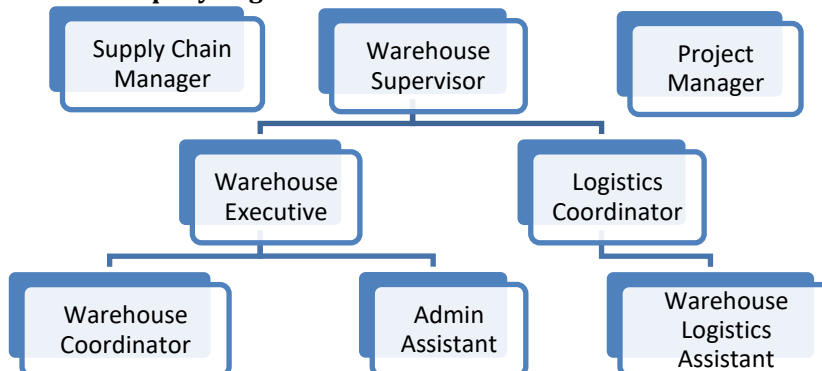 Supply Chain
Manager
Warehouse
Supervisor
Project
Manager
Warehouse
Executive
Logistics
Coordinator
Warehouse
Coordinator
Admin
Assistant
Warehouse
Logistics
Assistant